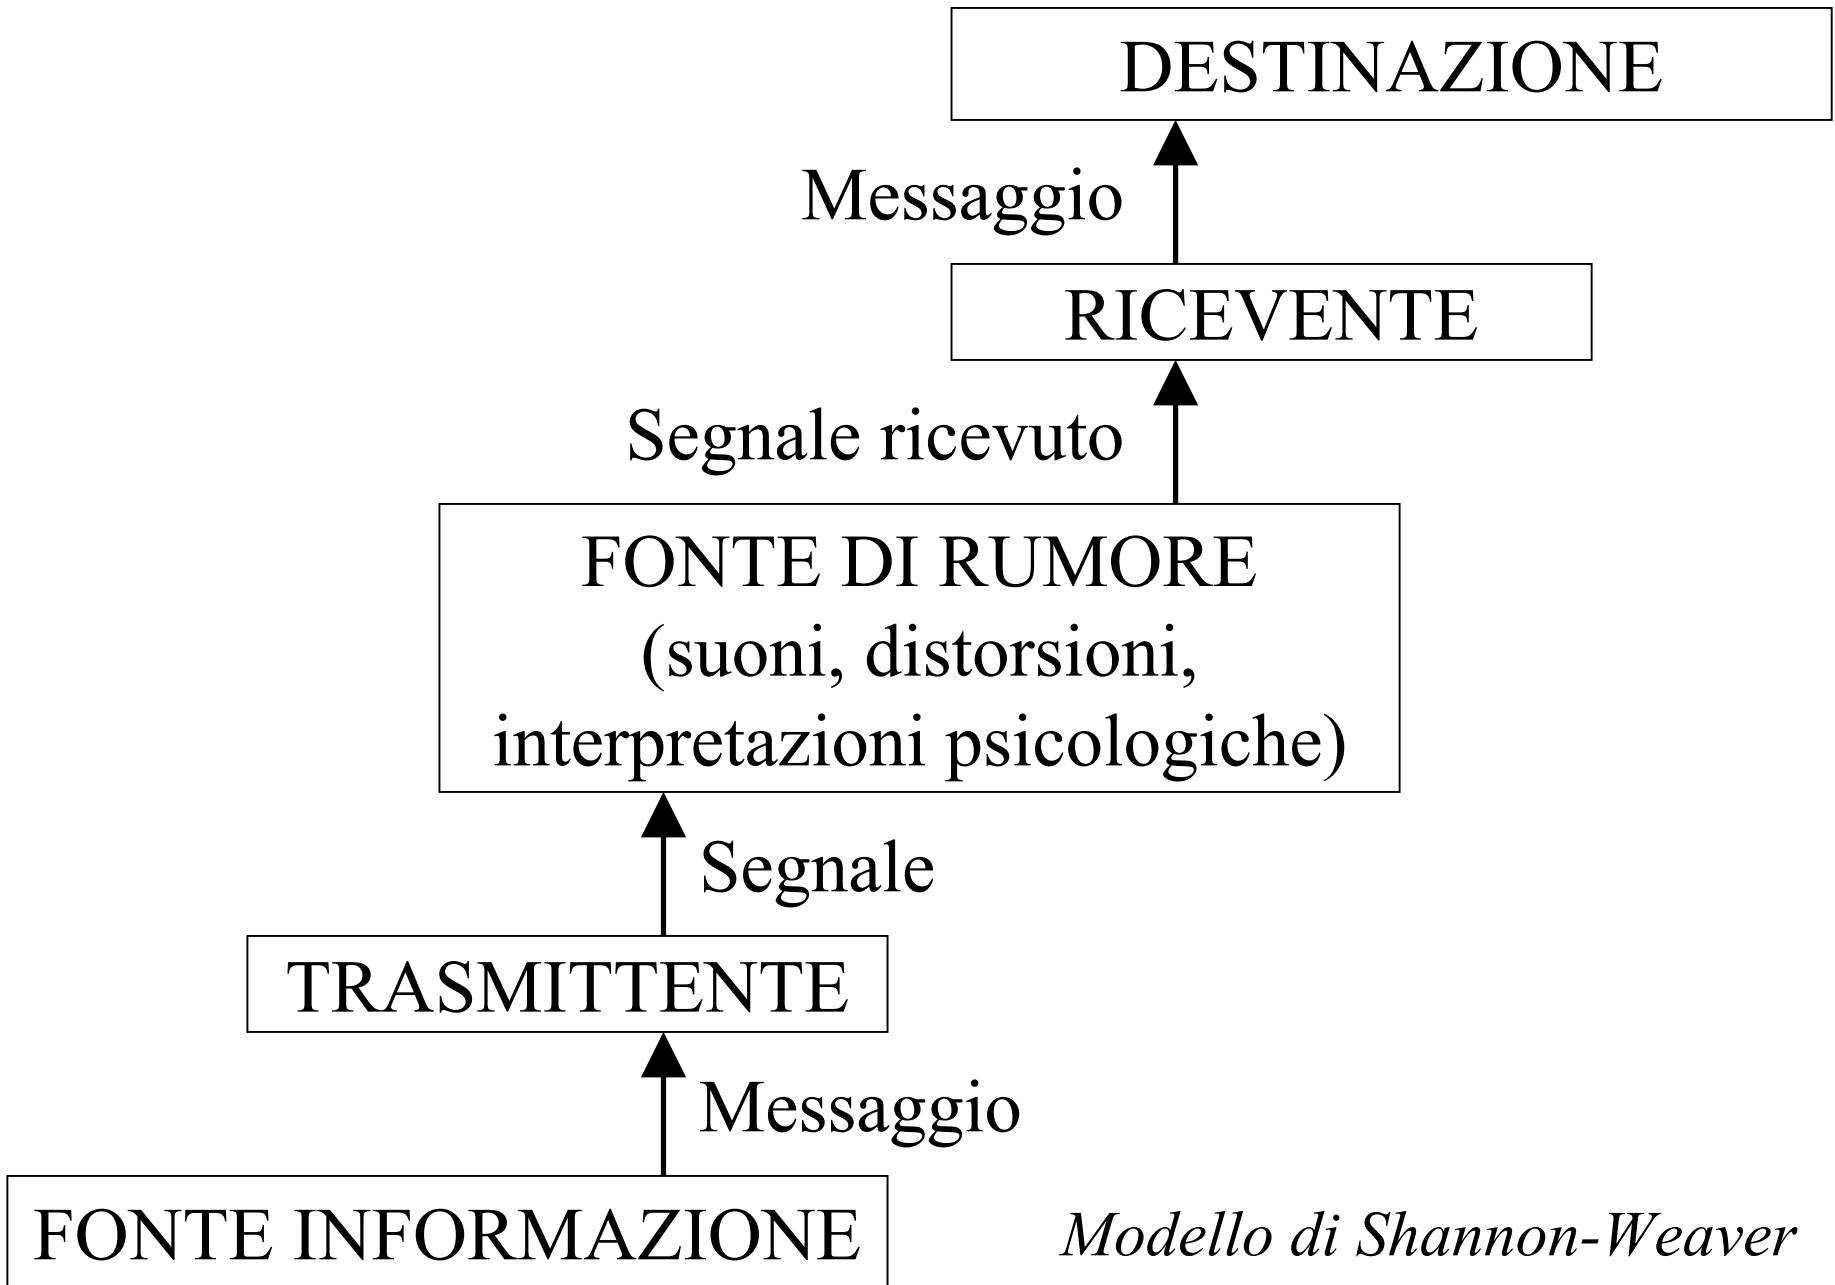 DESTINAZIONE
Messaggio
RICEVENTE
Segnale ricevuto
FONTE DI RUMORE
(suoni, distorsioni,
interpretazioni psicologiche)
Segnale
TRASMITTENTE
Messaggio
FONTE INFORMAZIONE
Modello di Shannon-Weaver